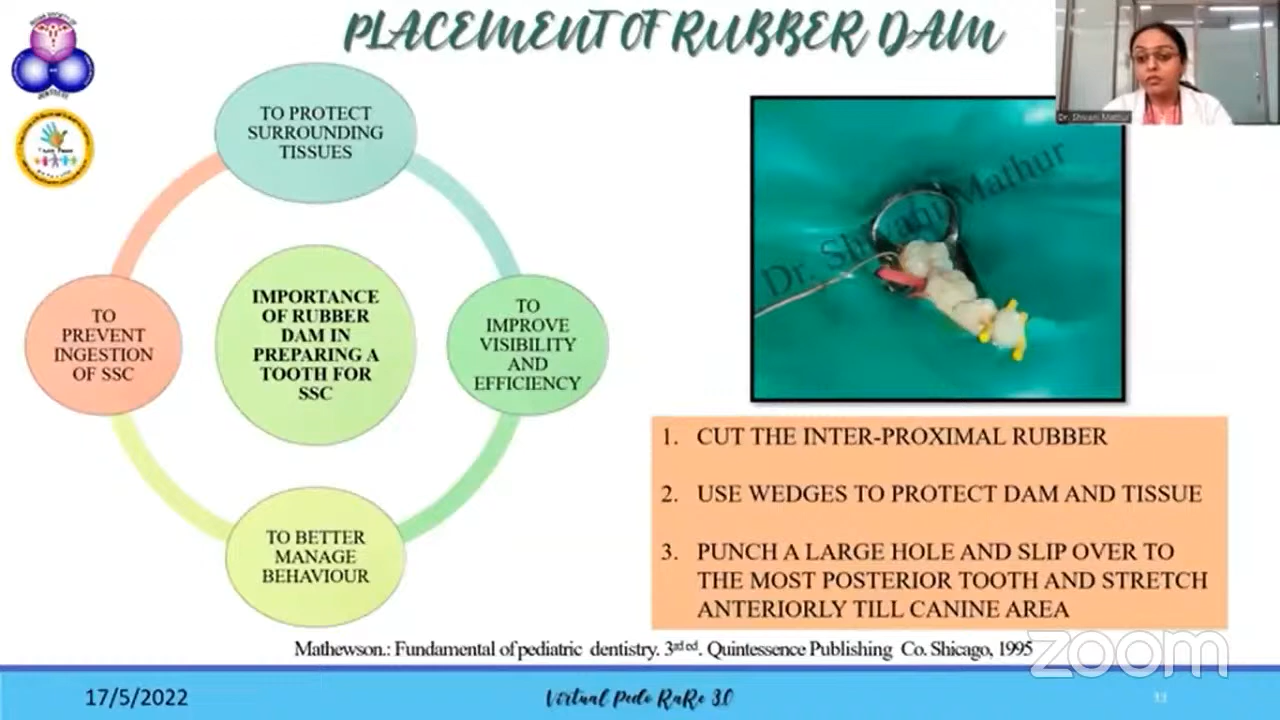 PLACEMENT OF RUBBER DAM
TO PROTECT
SURROUNDING
TISSUES
TO
PREVENT
INGESTION
OF SSC
IMPORTANCE
OF RUBBER
DAM IN
PREPARING A
TOOTH FOR
SSC
TO
IMPROVE
VISIBILITY
AND
EFFICIENCY
TO BETTER
MANAGE
BEHAVIOUR
Dr. Shivani Mathur
Dr. Shivani Mathur
1. CUT THE INTER-PROXIMAL RUBBER
2. USE WEDGES TO PROTECT DAM AND TISSUE
3. PUNCH A LARGE HOLE AND SLIP OVER TO
THE MOST POSTERIOR TOOTH AND STRETCH
ANTERIORLY TILL CANINE AREA
Mathewson.: Fundamental of pediatric dentistry. 3rd ed. Quintessence Publishing Co. Shicago, 1995
zoom
17/5/2022
Virtual Pedo RaRe 3.0